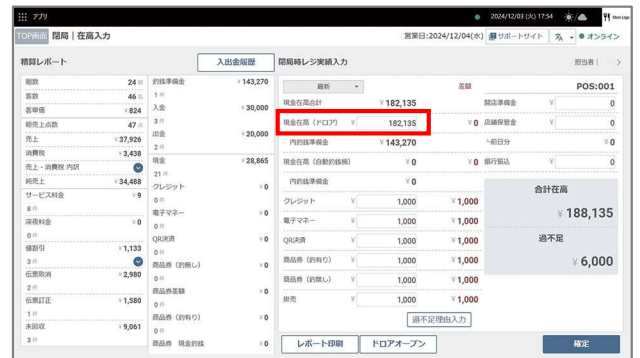 アプリ
2024/12/03 (火) 17:54
TOP画面 閉局 | 在高入力
営業日:2024/12/04(水)
サポートサイト
オンライン
精算レポート
入出金履歴
組数 24 組
客数 46 名
客単価 ¥ 824
総売上点数 47 点
売上 ¥ 37,926
消費税 ¥ 3,438
売上・消費税 内訳
純売上 ¥ 34,488
サービス料金 ¥ 9
8 件
深夜料金 ¥ 0
0 件
値割引 ¥ 1,133
3 件
伝票取消 ¥ 2,980
2 件
伝票訂正 ¥ 1,580
1 件
未回収 ¥ 9,061
3 件
釣銭準備金 ¥ 143,270
1 件
入金 ¥ 30,000
3 件
出金 ¥ 20,000
2 件
現金 ¥ 28,865
21 件
クレジット ¥ 0
0 件
電子マネー ¥ 0
0 件
QR決済 ¥ 0
0 件
商品券 (釣無し) ¥ 0
0 件
商品券差額 ¥ 0
0 件
商品券 (釣有り) ¥ 0
0 件
商品券 現金釣銭 ¥ 0
閉局時レジ実績入力
担当者 |
最新
差額
現金在高合計 ¥ 182,135
現金在高 (ドロア) ¥ 182,135 ¥ 0
内釣銭準備金 ¥ 143,270
現金在高 (自動釣銭機) ¥ 0 ¥ 0
内釣銭準備金 ¥ 0
クレジット ¥ 1,000 ¥ 1,000
電子マネー ¥ 1,000 ¥ 1,000
QR決済 ¥ 1,000 ¥ 1,000
商品券 (釣有り) ¥ 1,000 ¥ 1,000
商品券 (釣無し) ¥ 1,000 ¥ 1,000
掛売 ¥ 1,000 ¥ 1,000
過不足理由入力
POS:001
開店準備金 ¥ 0
店舗保管金 ¥ 0
└前日分 ¥ 0
銀行振込 ¥ 0
合計在高
¥ 188,135
過不足
¥ 6,000
レポート印刷
ドロアオープン
確定